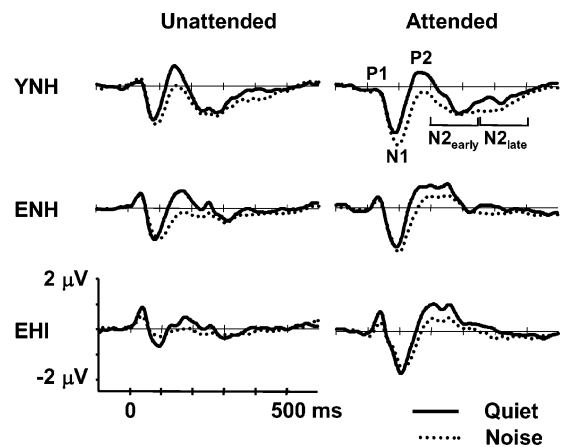 Unattended Attended
P1 P2
YNH
N1 N2early N2late
ENH
2 μV
EHI
-2 μV
0 500 ms
Quiet
Noise